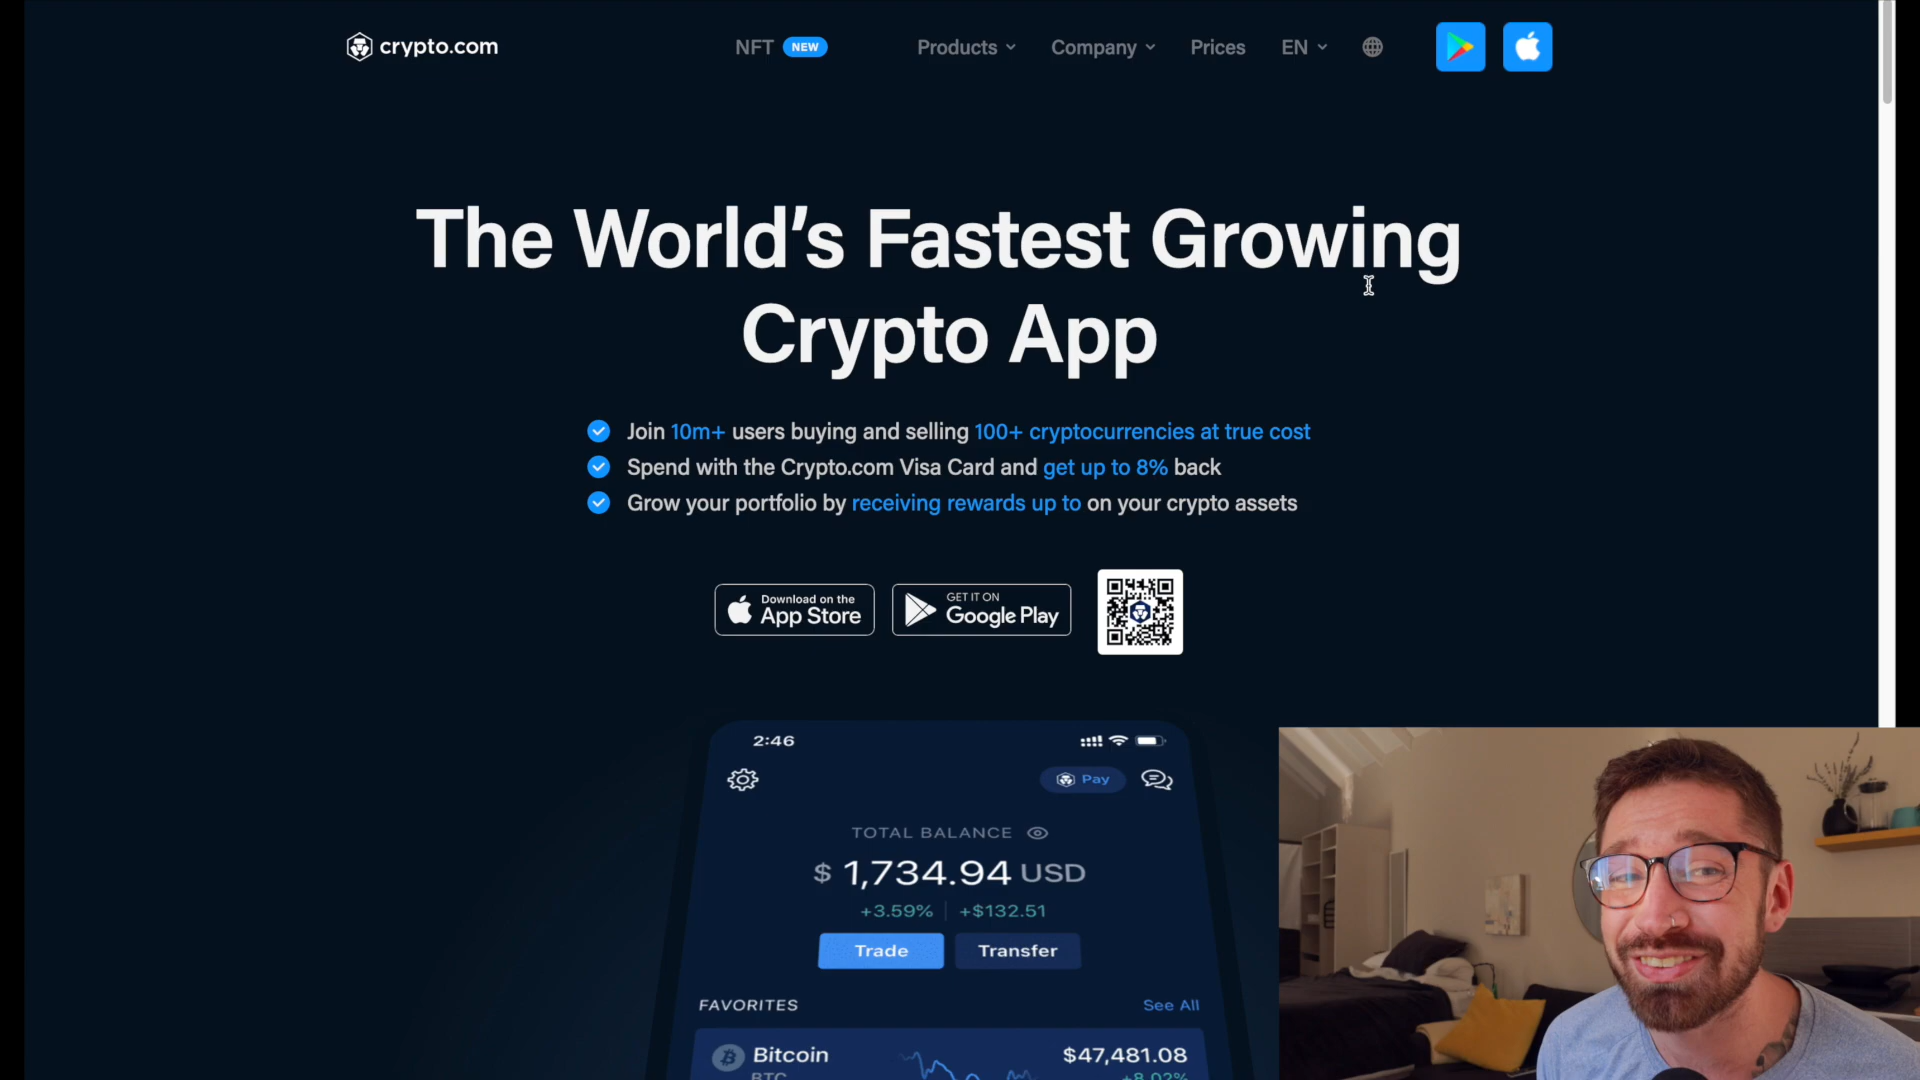 crypto.com
NFT NEW
Products
Company
Prices
EN
The World's Fastest Growing
Crypto App
Join 10m+ users buying and selling 100+ cryptocurrencies at true cost
Spend with the Crypto.com Visa Card and get up to 8% back
Grow your portfolio by receiving rewards up to on your crypto assets
Download on the
App Store
GET IT ON
Google Play
2:46
Pay
TOTAL BALANCE
$ 1,734.94 USD
+3.59% +$132.51
Trade
Transfer
FAVORITES
See All
Bitcoin
$47,481.08
BTC
+8.02%